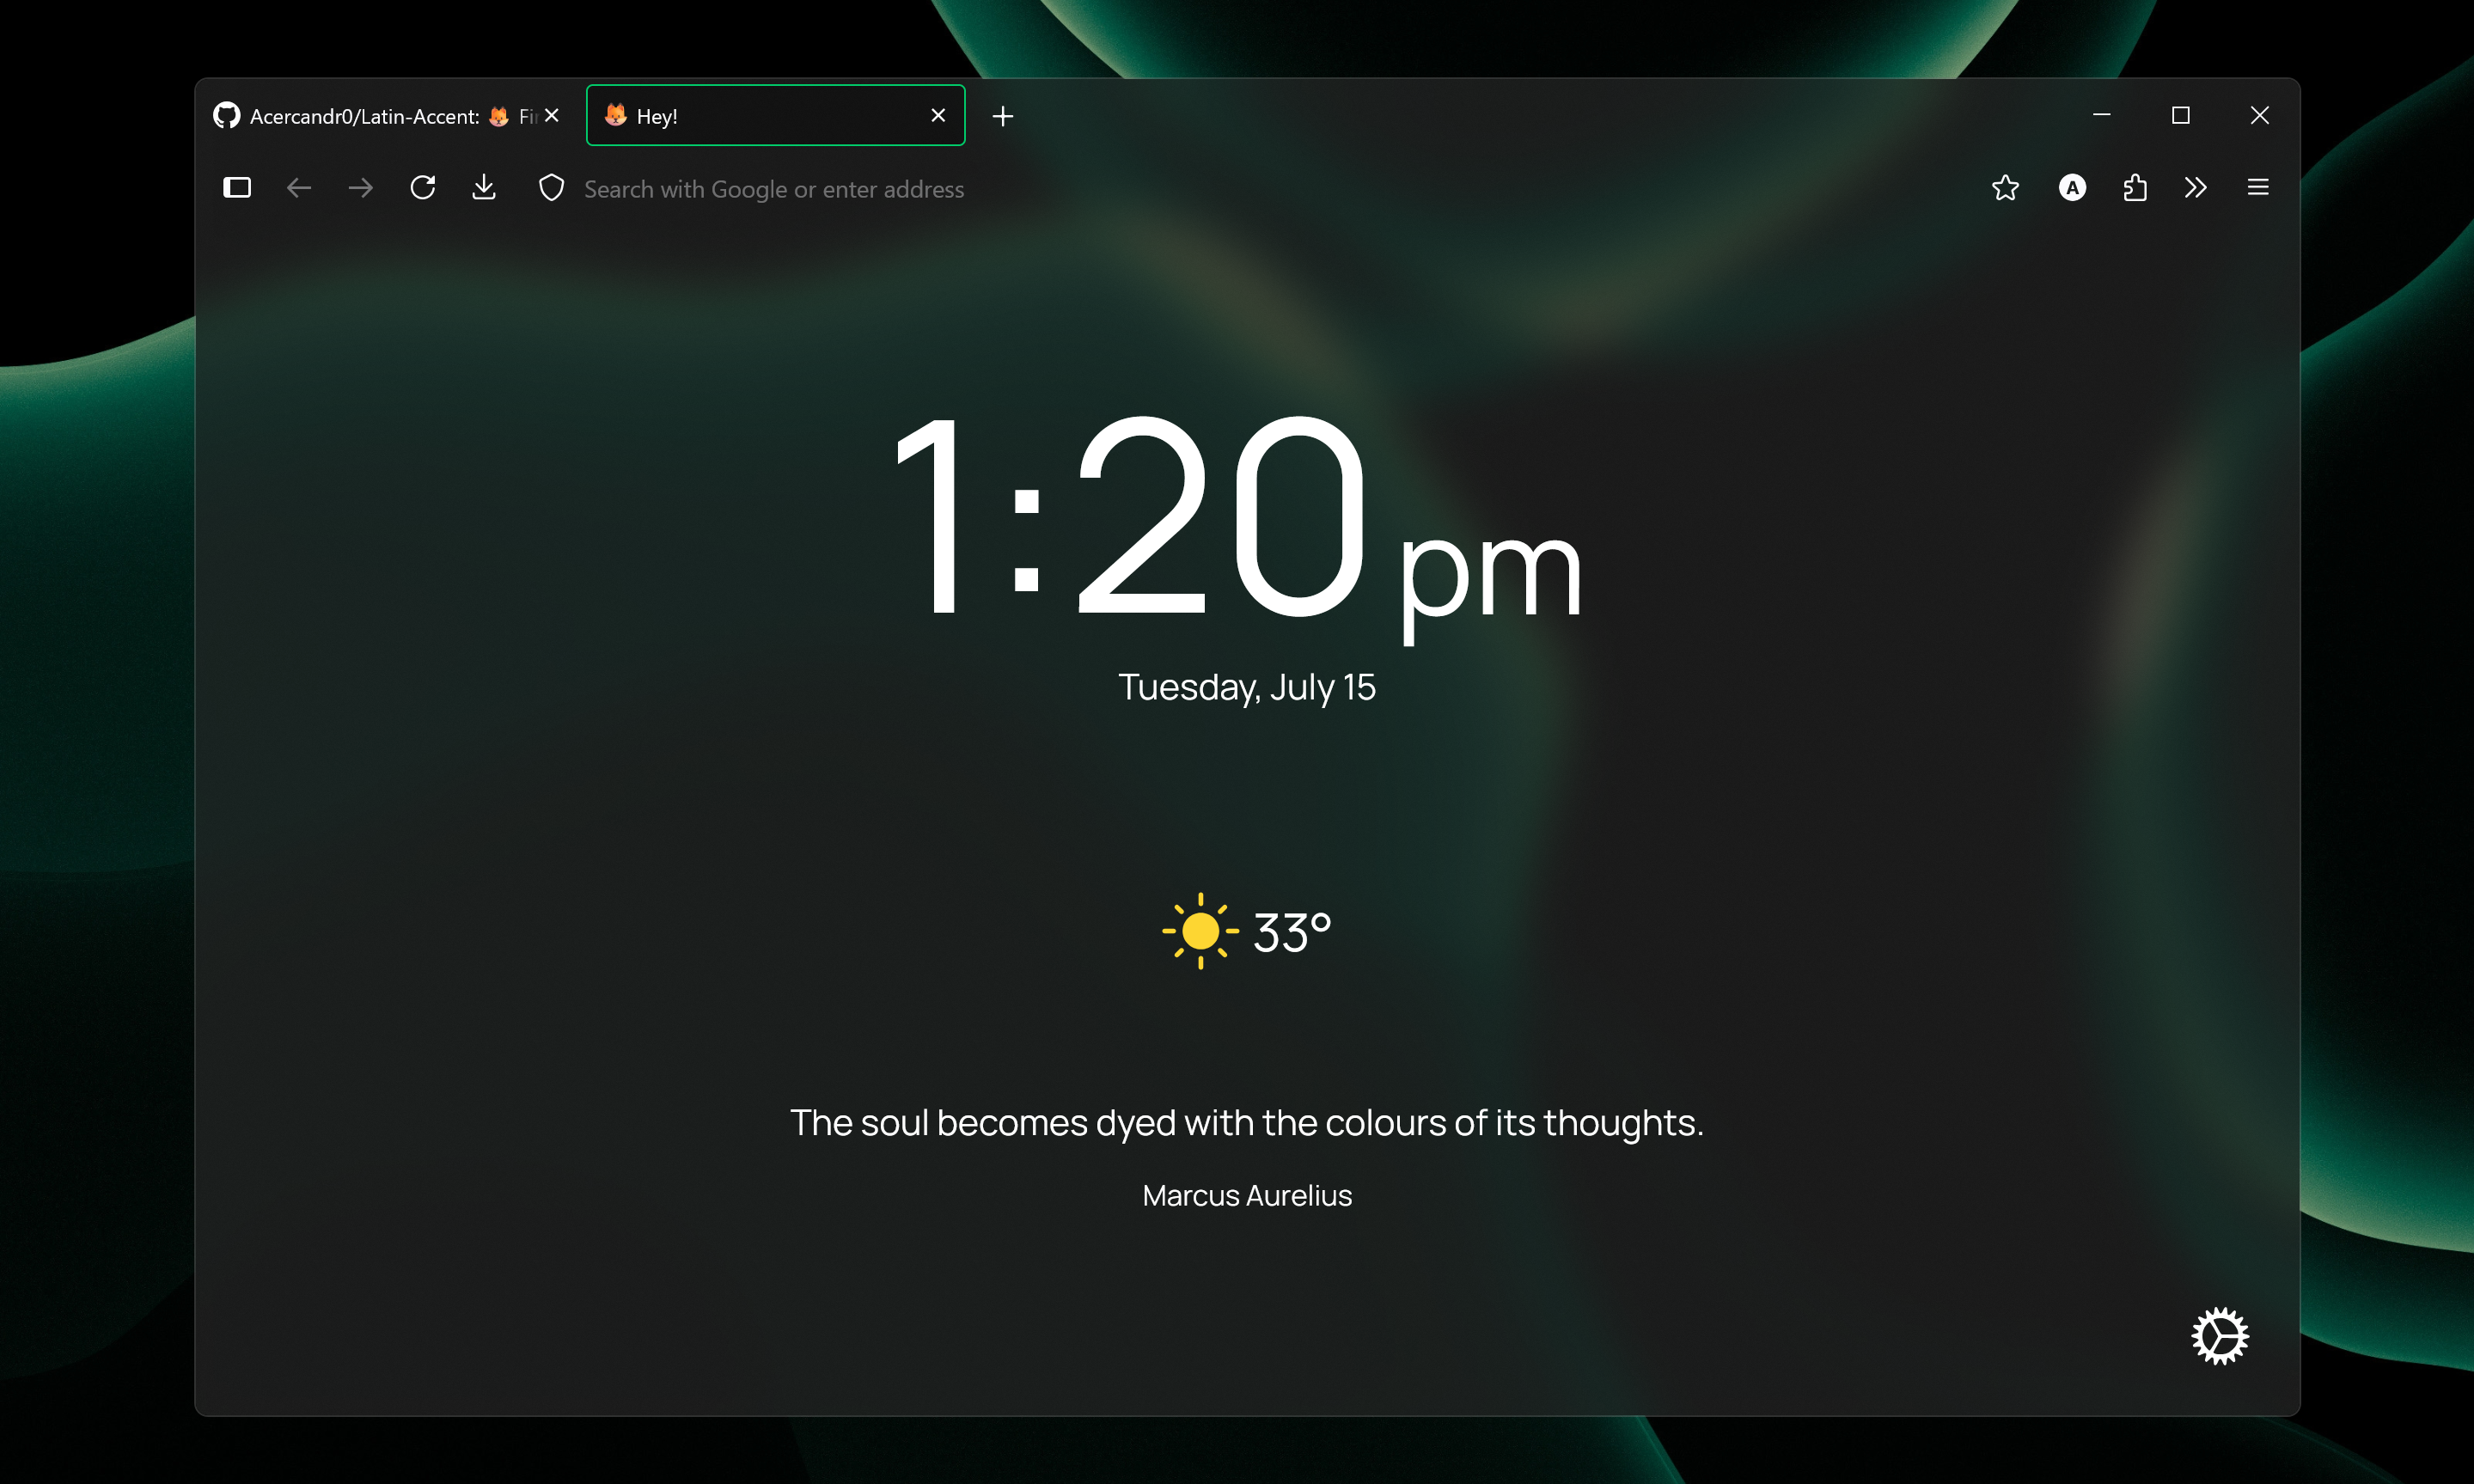 Acercandr0/Latin-Accent: 🦊 Fi
Hey!
Search with Google or enter address
A
1:20 pm
Tuesday, July 15
33°
The soul becomes dyed with the colours of its thoughts.
Marcus Aurelius